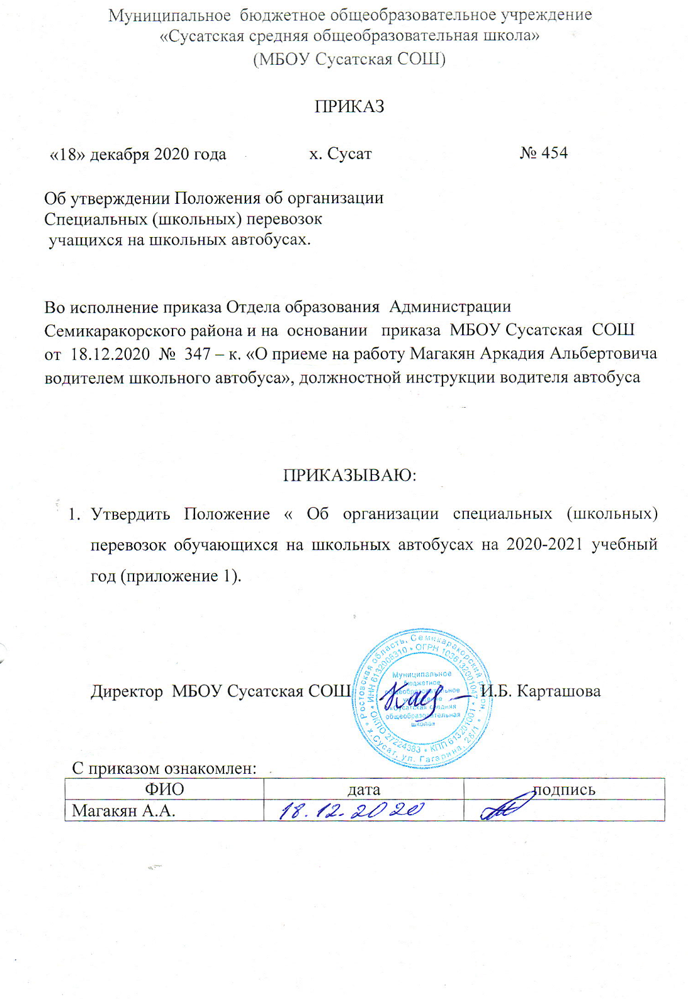 Муниципальное бюджетное общеобразовательное учреждение
«Сусатская средняя общеобразовательная школа»
(МБОУ Сусатская СОШ)
ПРИКАЗ
«18» декабря 2020 года х. Сусат № 454
Об утверждении Положения об организации
Специальных (школьных) перевозок
учащихся на школьных автобусах.
Во исполнение приказа Отдела образования Администрации
Семикаракорского района и на основании приказа МБОУ Сусатская СОШ
от 18.12.2020 № 347 – к. «О приеме на работу Магакян Аркадия Альбертовича
водителем школьного автобуса», должностной инструкции водителя автобуса
ПРИКАЗЫВАЮ:
1. Утвердить Положение « Об организации специальных (школьных)
перевозок обучающихся на школьных автобусах на 2020-2021 учебный
год (приложение 1).
Директор МБОУ Сусатская СОШ И.Б. Карташова
Ростовская область, Семикаракорский район,
х.Сусат, ул. Гагарина, 26/1
ИНН 6132008310 * ОГРН 1036132001047
ОКПО 27224383 * КПП 613201001
Муниципальное
бюджетное
общеобразовательное
учреждение
«Сусатская средняя
общеобразовательная
школа»
С приказом ознакомлен:
ФИО дата подпись
Магакян А.А. 18.12.2020